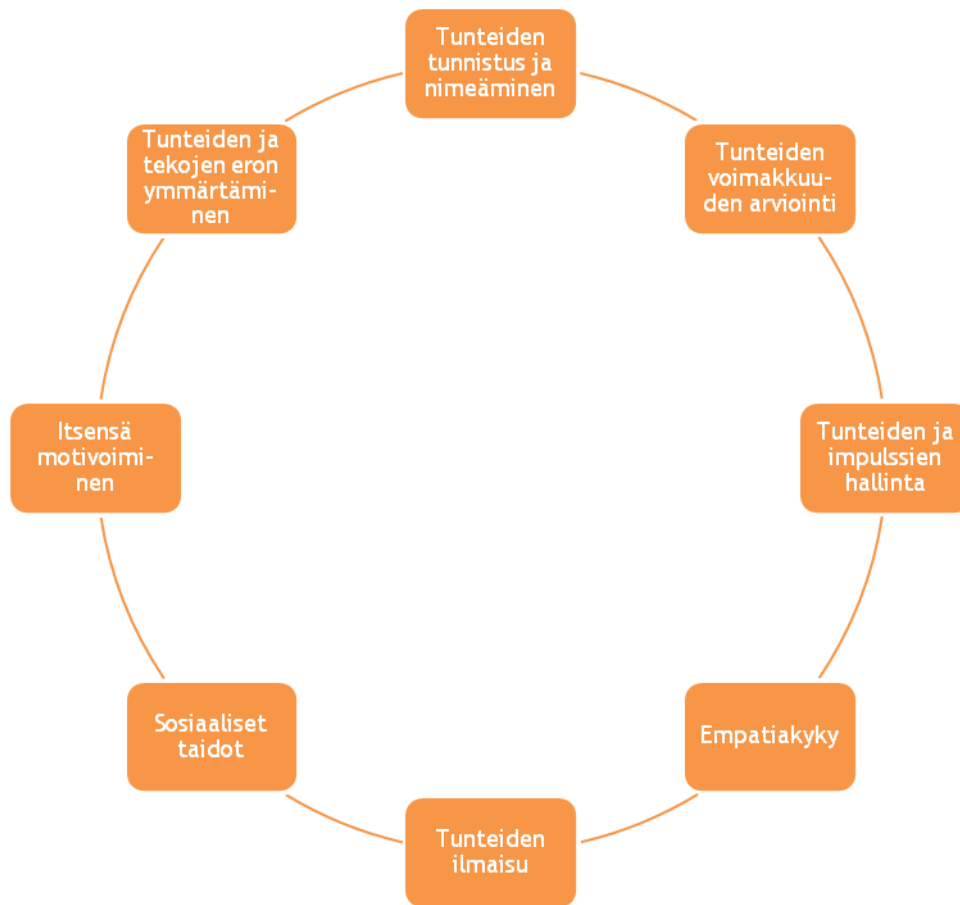 Tunteiden
tunnistus ja
nimeäminen
Tunteiden
voimakkuu-
den arviointi
Tunteiden ja
impulssien
hallinta
Empatiakyky
Tunteiden
ilmaisu
Sosiaaliset
taidot
Itsensä
motivoimi-
nen
Tunteiden ja
tekojen eron
ymmärtämi-
nen